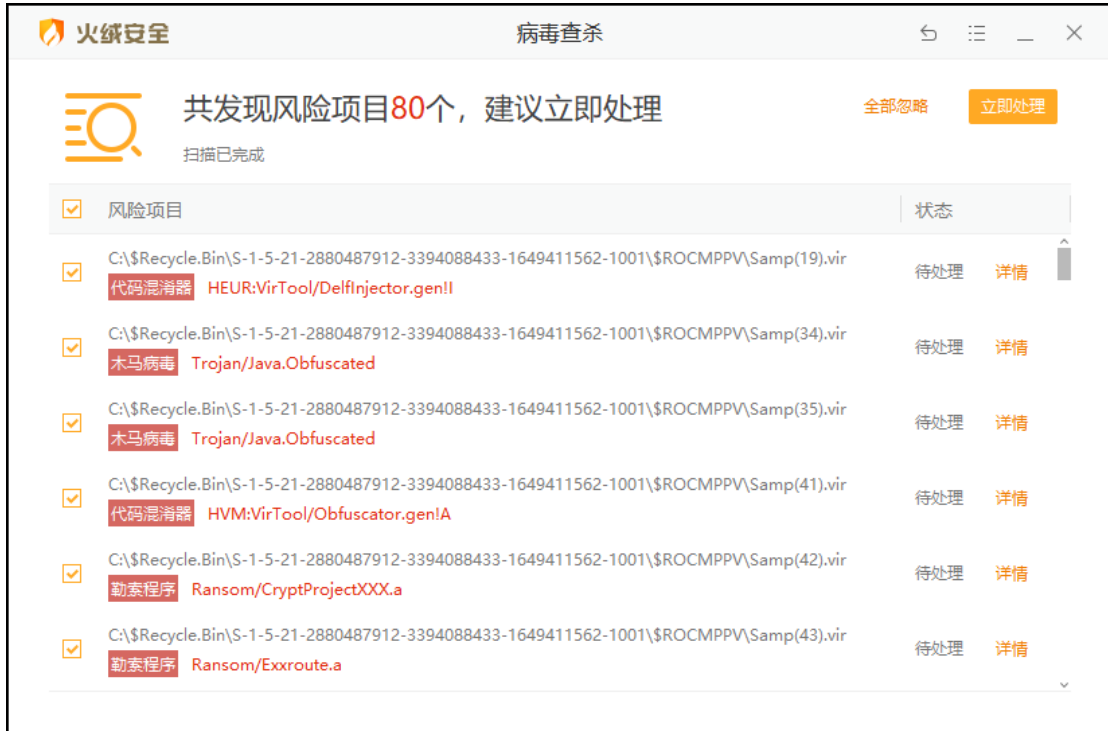 火绒安全
病毒查杀
共发现风险项目80个，建议立即处理
全部忽略
立即处理
扫描已完成
风险项目
状态
C:\$Recycle.Bin\S-1-5-21-2880487912-3394088433-1649411562-1001\$ROCMPPV\Samp(19).vir
代码混淆器 HEUR:VirTool/DelfInjector.gen!I
待处理 详情
C:\$Recycle.Bin\S-1-5-21-2880487912-3394088433-1649411562-1001\$ROCMPPV\Samp(34).vir
木马病毒 Trojan/Java.Obfuscated
待处理 详情
C:\$Recycle.Bin\S-1-5-21-2880487912-3394088433-1649411562-1001\$ROCMPPV\Samp(35).vir
木马病毒 Trojan/Java.Obfuscated
待处理 详情
C:\$Recycle.Bin\S-1-5-21-2880487912-3394088433-1649411562-1001\$ROCMPPV\Samp(41).vir
代码混淆器 HVM:VirTool/Obfuscator.gen!A
待处理 详情
C:\$Recycle.Bin\S-1-5-21-2880487912-3394088433-1649411562-1001\$ROCMPPV\Samp(42).vir
勒索程序 Ransom/CryptProjectXXX.a
待处理 详情
C:\$Recycle.Bin\S-1-5-21-2880487912-3394088433-1649411562-1001\$ROCMPPV\Samp(43).vir
勒索程序 Ransom/Exxroute.a
待处理 详情